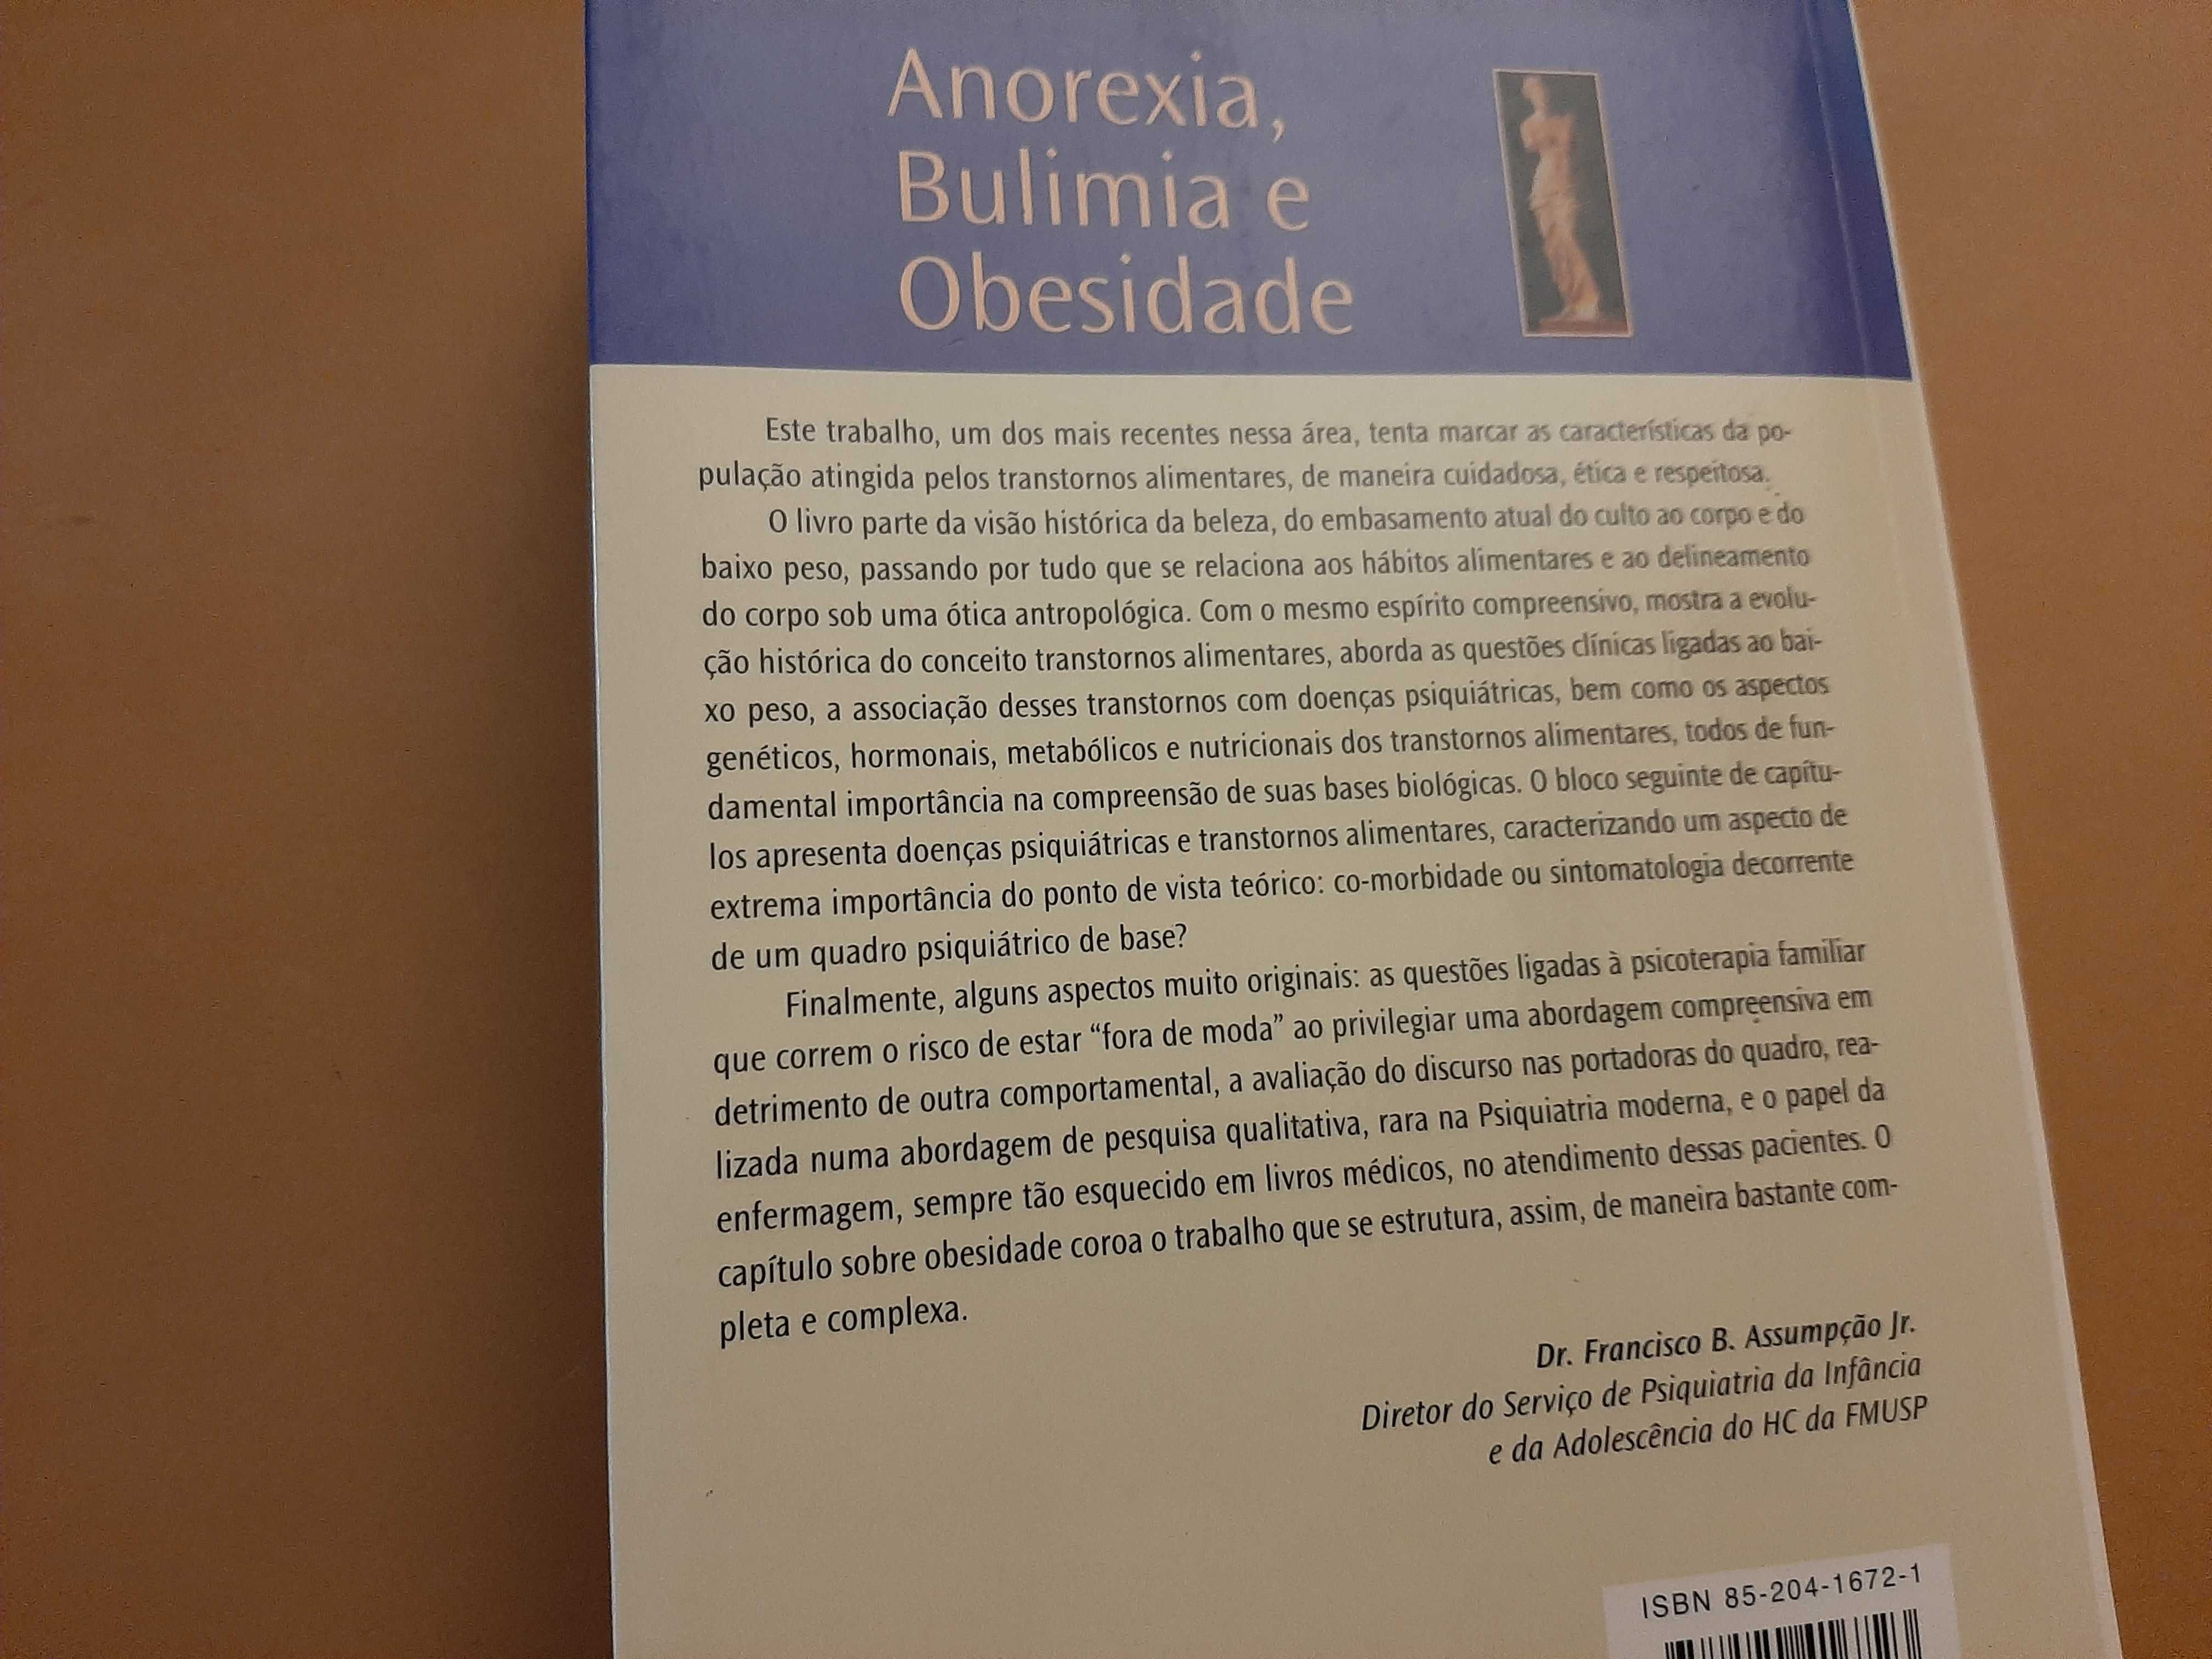 Anorexia,
Bulimia e
Obesidade
Este trabalho, um dos mais recentes nessa área, tenta marcar as características da po-
pulação atingida pelos transtornos alimentares, de maneira cuidadosa, ética e respeitosa.
O livro parte da visão histórica da beleza, do embasamento atual do culto ao corpo e do
baixo peso, passando por tudo que se relaciona aos hábitos alimentares e ao delineamento
do corpo sob uma ótica antropológica. Com o mesmo espírito compreensivo, mostra a evolu-
ção histórica do conceito transtornos alimentares, aborda as questões clínicas ligadas ao bai-
xo peso, a associação desses transtornos com doenças psiquiátricas, bem como os aspectos
genéticos, hormonais, metabólicos e nutricionais dos transtornos alimentares, todos de fun-
damental importância na compreensão de suas bases biológicas. O bloco seguinte de capítu-
los apresenta doenças psiquiátricas e transtornos alimentares, caracterizando um aspecto de
extrema importância do ponto de vista teórico: co-morbidade ou sintomatologia decorrente
de um quadro psiquiátrico de base?
Finalmente, alguns aspectos muito originais: as questões ligadas à psicoterapia familiar
que correm o risco de estar “fora de moda” ao privilegiar uma abordagem compreensiva em
detrimento de outra comportamental, a avaliação do discurso nas portadoras do quadro, rea-
lizada numa abordagem de pesquisa qualitativa, rara na Psiquiatria moderna, e o papel da
enfermagem, sempre tão esquecido em livros médicos, no atendimento dessas pacientes. O
capítulo sobre obesidade coroa o trabalho que se estrutura, assim, de maneira bastante com-
pleta e complexa.
Dr. Francisco B. Assumpção Jr.
Diretor do Serviço de Psiquiatria da Infância
e da Adolescência do HC da FMUSP
ISBN 85-204-1672-1